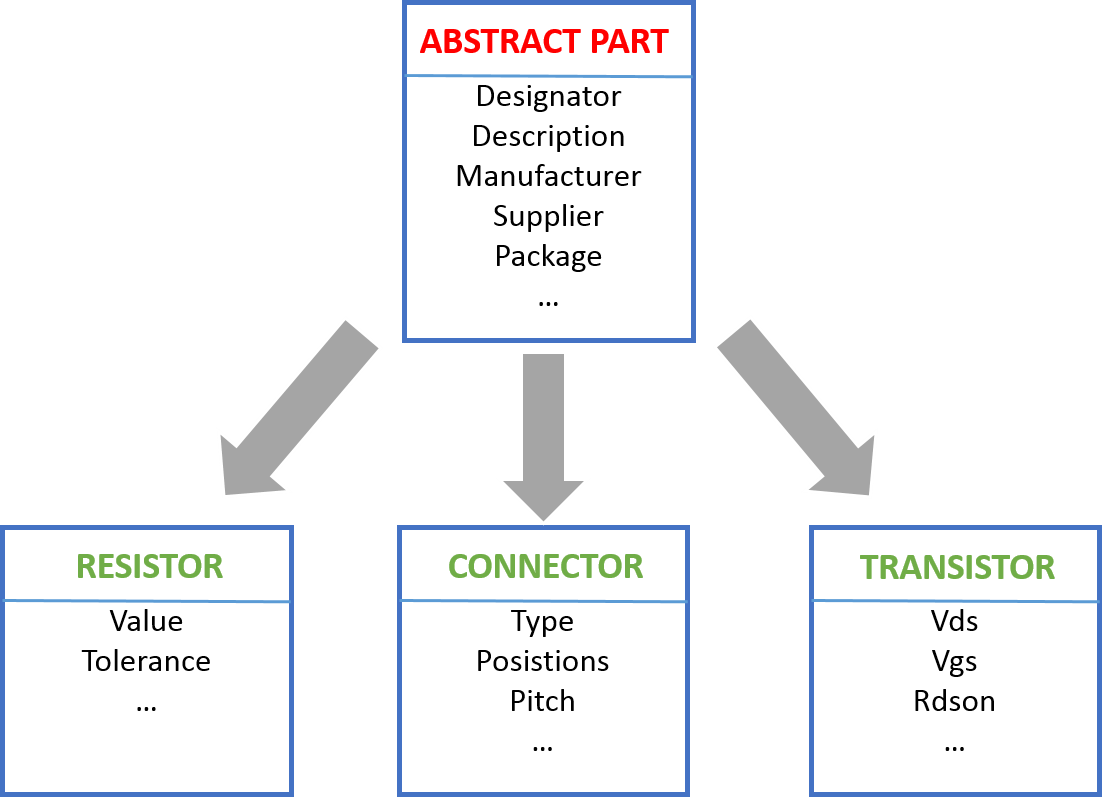 ABSTRACT PART
Designator
Description
Manufacturer
Supplier
Package
...
RESISTOR
Value
Tolerance
...
CONNECTOR
Type
Posistions
Pitch
...
TRANSISTOR
Vds
Vgs
Rdson
...